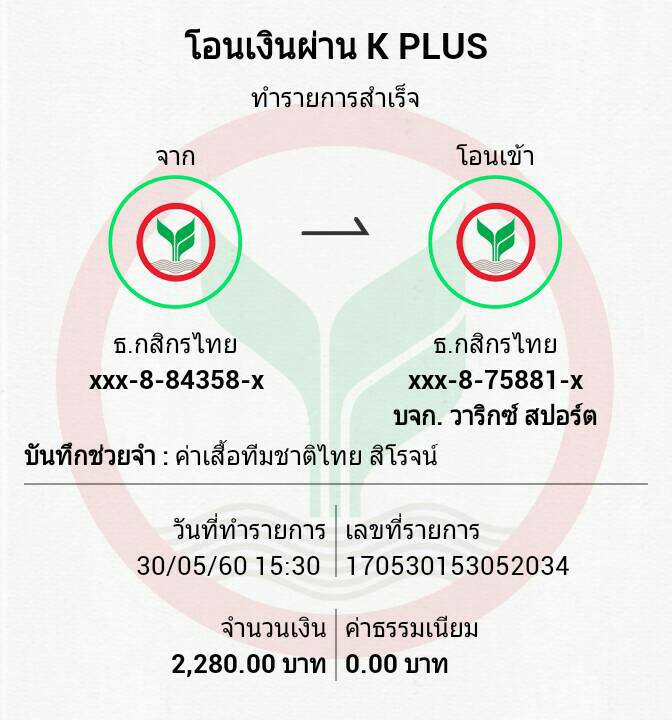 โอนเงินผ่าน K PLUS
ทำรายการสำเร็จ
จาก
โอนเข้า
ธ.กสิกรไทย
xxx-8-84358-x
ธ.กสิกรไทย
xxx-8-75881-x
บจก. วาริกซ์ สปอร์ต
บันทึกช่วยจำ : ค่าเสื้อทีมชาติไทย สิโรจน์
วันที่ทำรายการ
30/05/60 15:30
เลขที่รายการ
170530153052034
จำนวนเงิน
2,280.00 บาท
ค่าธรรมเนียม
0.00 บาท